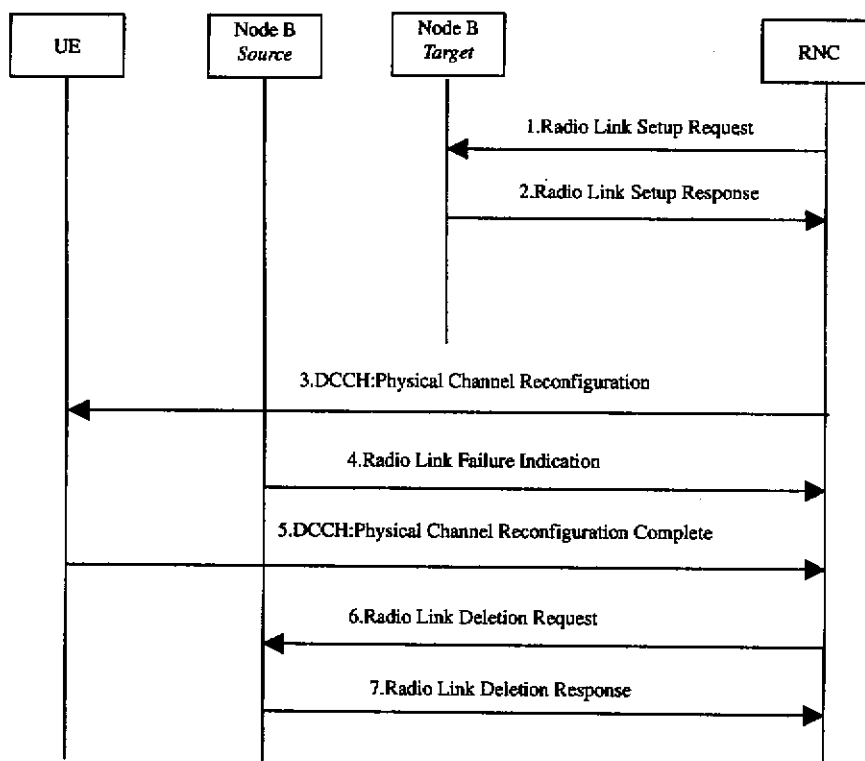 UE
Node B
Source
Node B
Target
RNC
1.Radio Link Setup Request
2.Radio Link Setup Response
3.DCCH:Physical Channel Reconfiguration
4.Radio Link Failure Indication
5.DCCH:Physical Channel Reconfiguration Complete
6.Radio Link Deletion Request
7.Radio Link Deletion Response